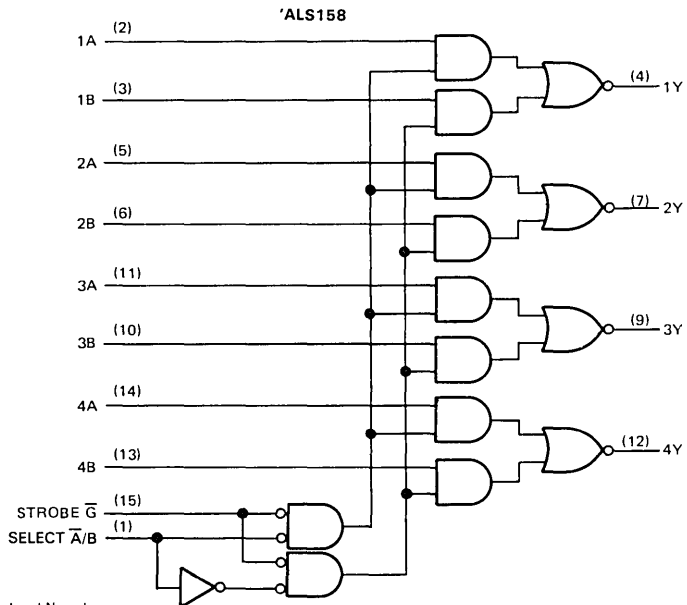 'ALS158
1A (2)
(4) 1Y
1B (3)
2A (5)
(7) 2Y
2B (6)
3A (11)
(9) 3Y
3B (10)
4A (14)
(12) 4Y
4B (13)
STROBE G̅ (15)
SELECT A̅/B (1)